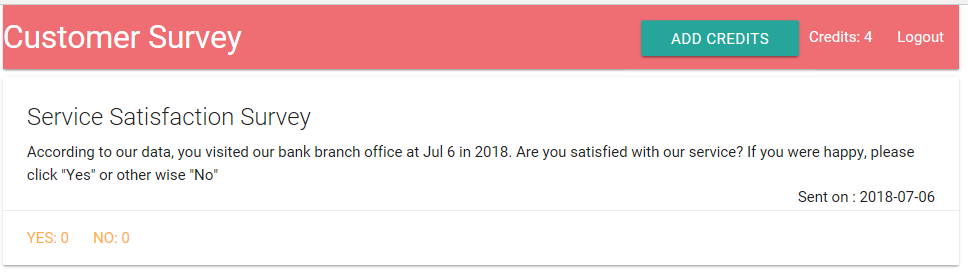 Customer Survey
ADD CREDITS
Credits: 4
Logout
Service Satisfaction Survey
According to our data, you visited our bank branch office at Jul 6 in 2018. Are you satisfied with our service? If you were happy, please
click "Yes" or other wise "No"
Sent on : 2018-07-06
YES: 0
NO: 0